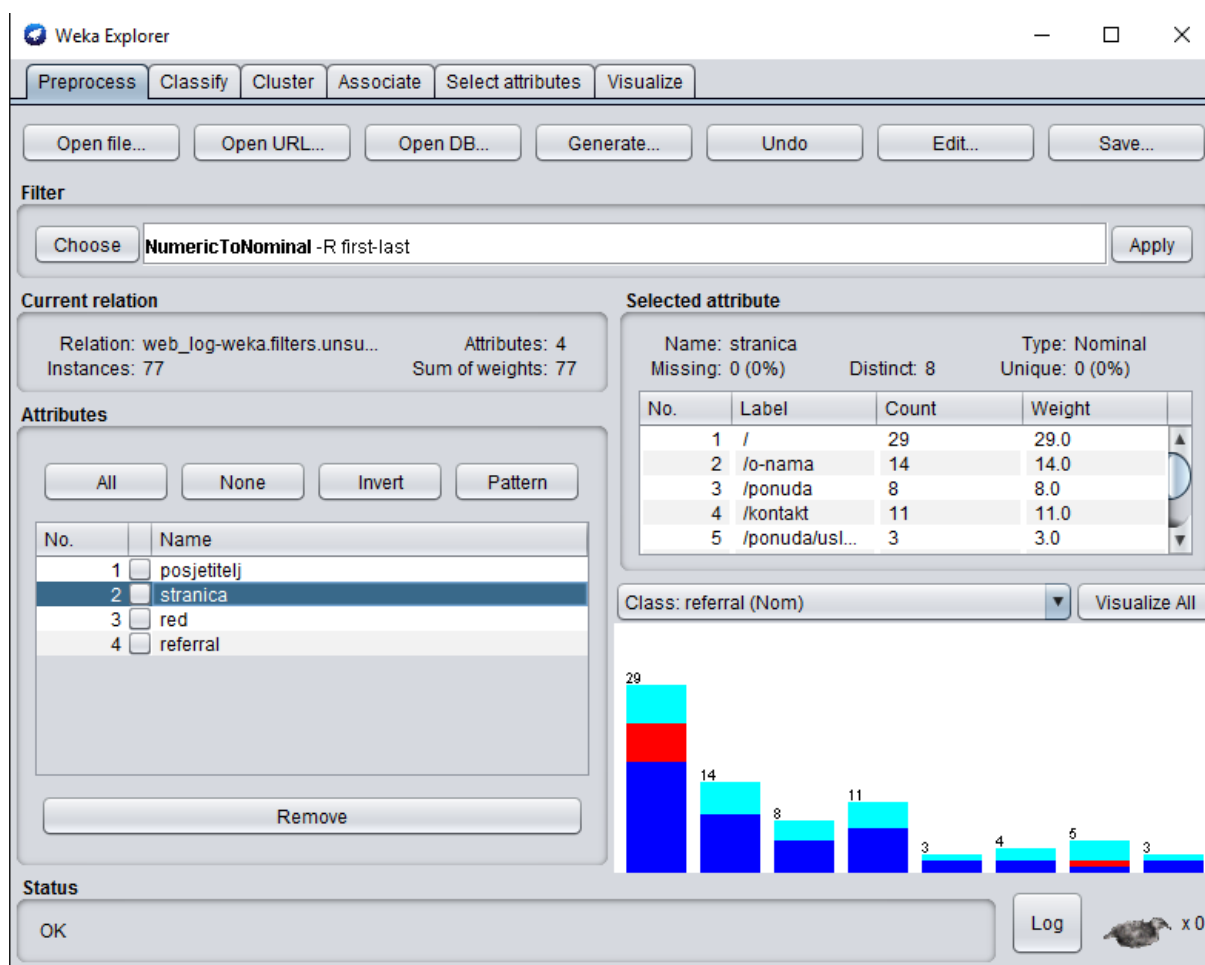 Weka Explorer
Preprocess Classify Cluster Associate Select attributes Visualize
Open file... Open URL... Open DB... Generate... Undo Edit... Save...
Filter
Choose NumericToNominal -R first-last Apply
Current relation
Relation: web_log-weka.filters.unsu... Attributes: 4
Instances: 77 Sum of weights: 77
Attributes
All None Invert Pattern
No. Name
1 posjetitelj
2 stranica
3 red
4 referral
Remove
Selected attribute
Name: stranica Type: Nominal
Missing: 0 (0%) Distinct: 8 Unique: 0 (0%)
No. Label Count Weight
1 / 29 29.0
2 /o-nama 14 14.0
3 /ponuda 8 8.0
4 /kontakt 11 11.0
5 /ponuda/usl... 3 3.0
Class: referral (Nom) Visualize All
29
14
8
11
3
4
5
3
Status
OK
Log x 0